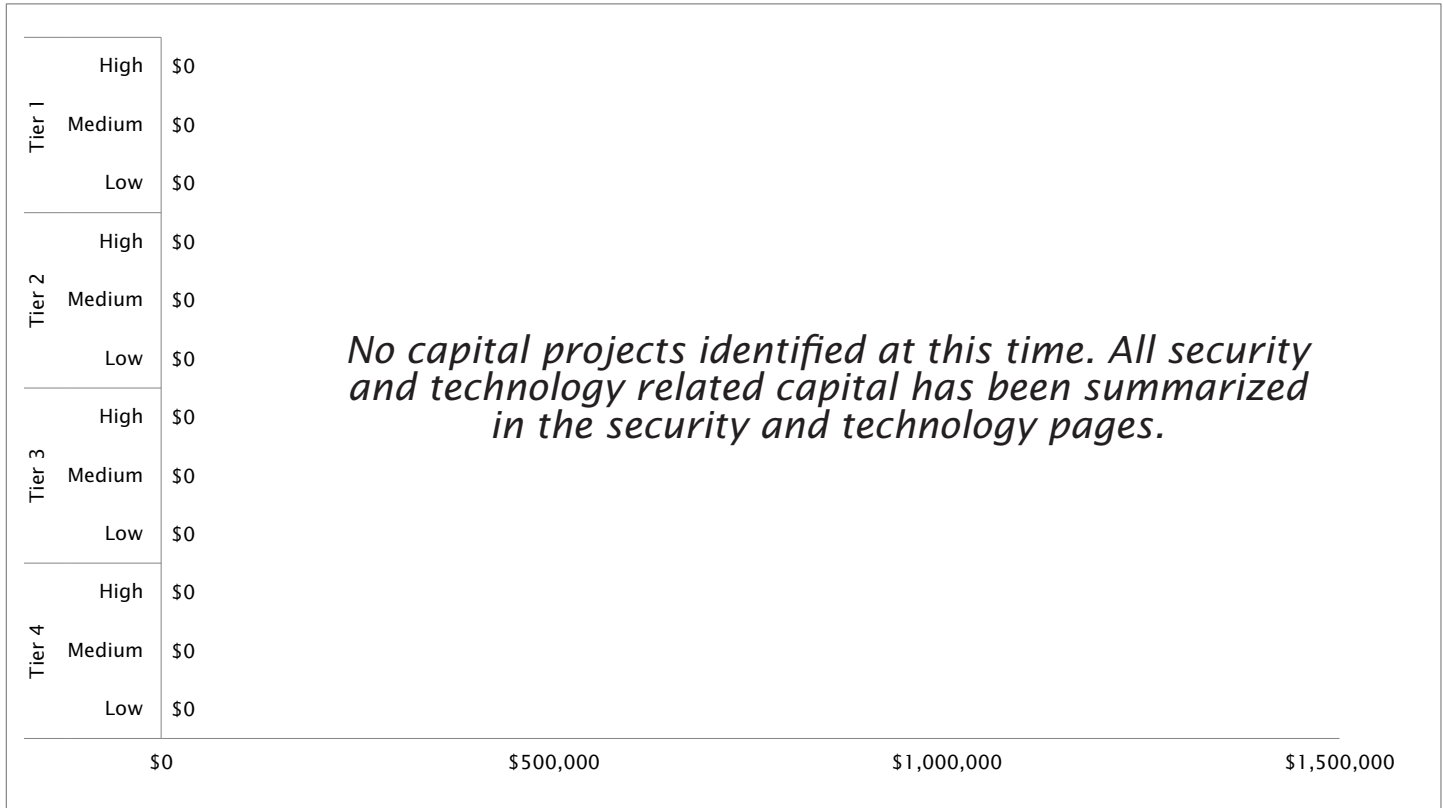 Tier 1
High $0
Medium $0
Low $0
Tier 2
High $0
Medium $0
Low $0
Tier 3
High $0
Medium $0
Low $0
Tier 4
High $0
Medium $0
Low $0
No capital projects identified at this time. All security
and technology related capital has been summarized
in the security and technology pages.
$0 $500,000 $1,000,000 $1,500,000